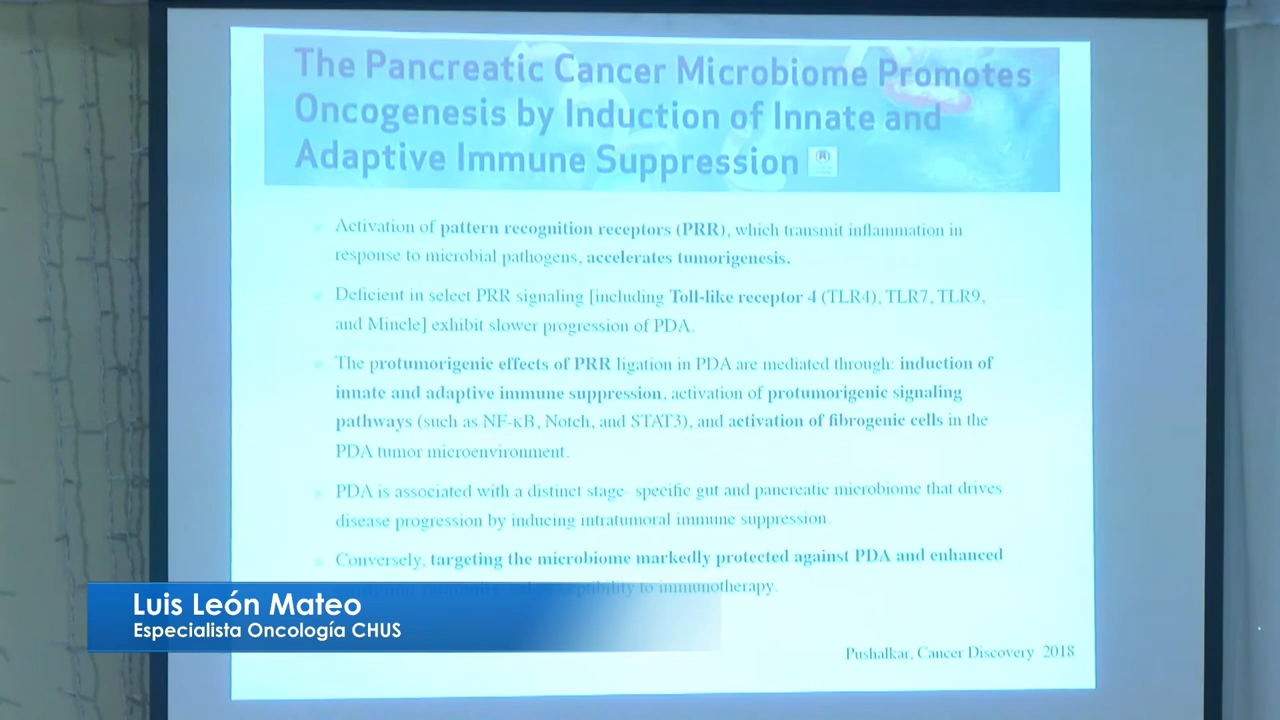 The Pancreatic Cancer Microbiome Promotes
Oncogenesis by Induction of Innate and
Adaptive Immune Suppression
Activation of pattern recognition receptors (PRR), which transmit inflammation in
response to microbial pathogens, accelerates tumorigenesis.
Deficient in select PRR signaling [including Toll-like receptor 4 (TLR4), TLR7, TLR9,
and Mincle] exhibit slower progression of PDA.
The protumorigenic effects of PRR ligation in PDA are mediated through: induction of
innate and adaptive immune suppression, activation of protumorigenic signaling
pathways (such as NF-κB, Notch, and STAT3), and activation of fibrogenic cells in the
PDA tumor microenvironment.
PDA is associated with a distinct stage- specific gut and pancreatic microbiome that drives
disease progression by inducing intratumoral immune suppression.
Conversely, targeting the microbiome markedly protected against PDA and enhanced
to immunotherapy.
Luis León Mateo
Especialista Oncología CHUS
Pushalkar, Cancer Discovery 2018